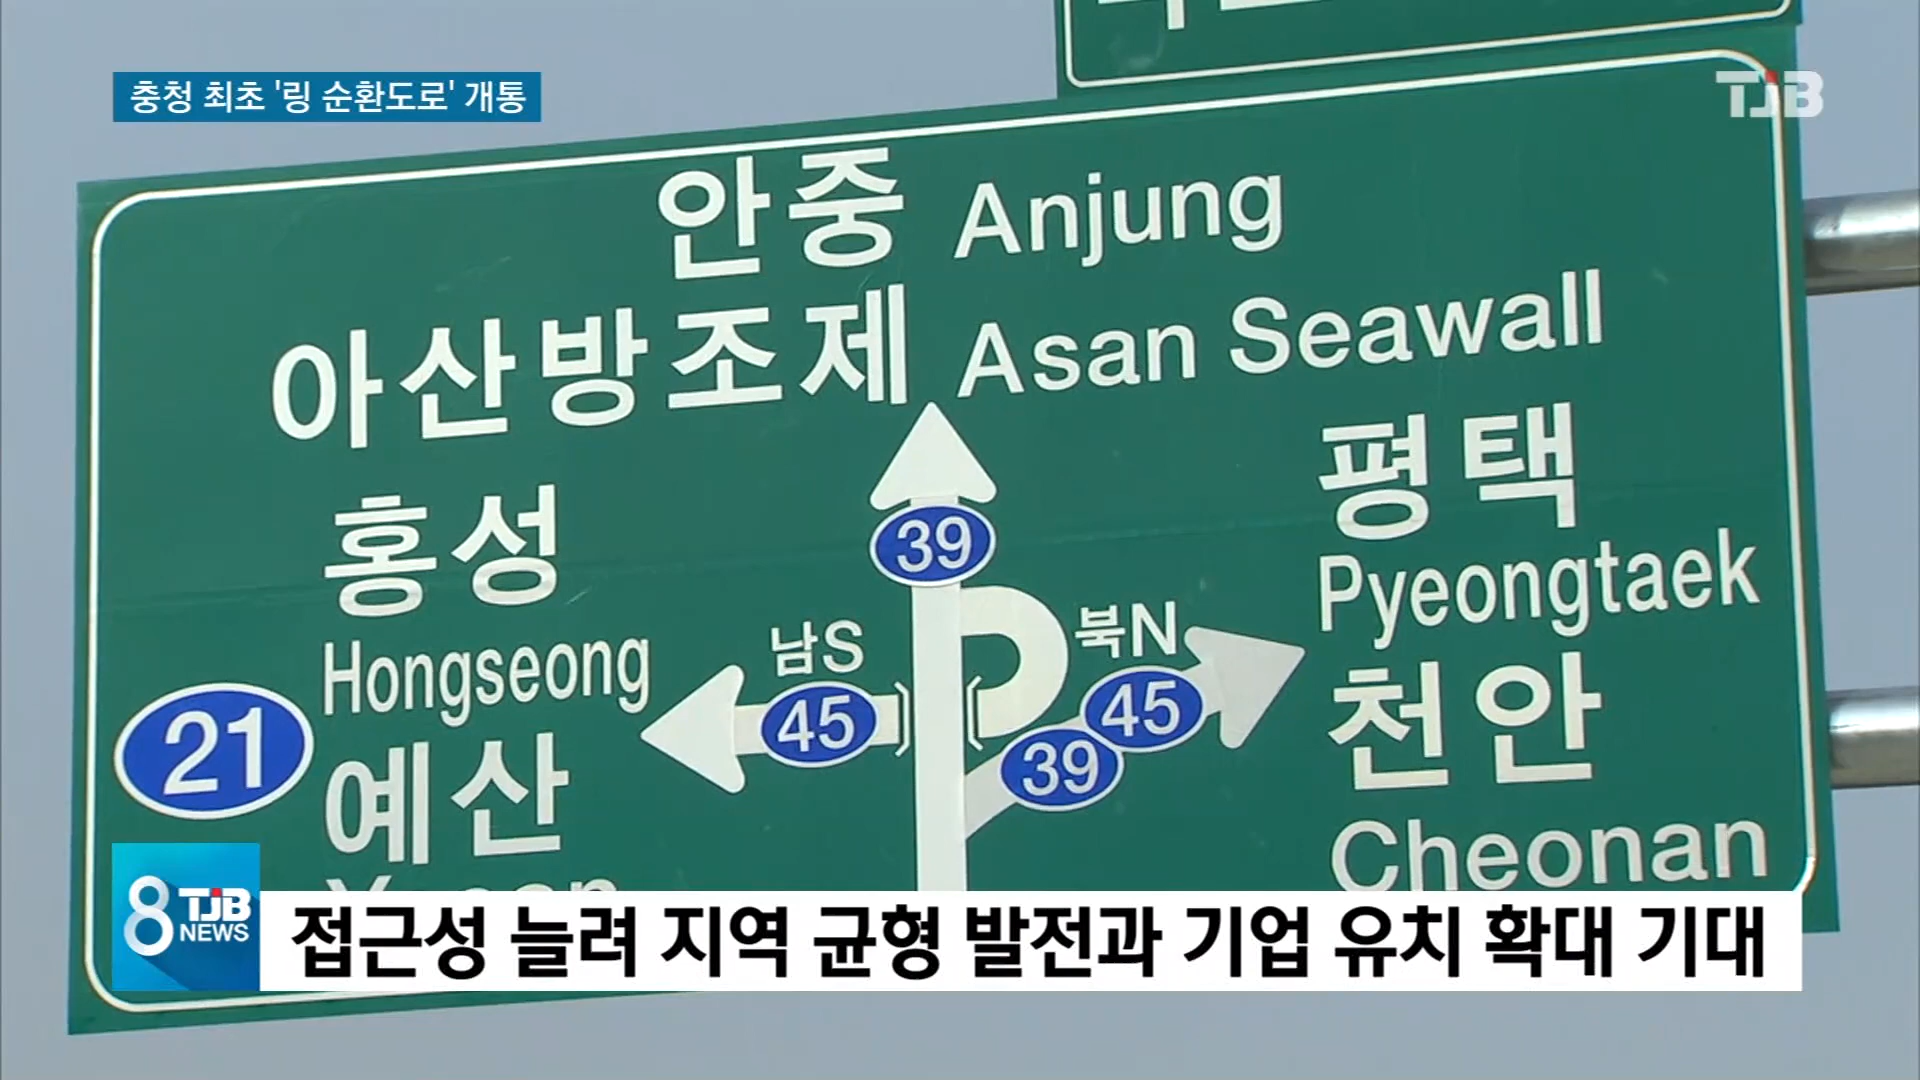 충청 최초 '링 순환도로' 개통
TJB
안중 Anjung
아산방조제 Asan Seawall
39
평택
Pyeongtaek
홍성
Hongseong
남S
45
북N
45
39
천안
Cheonan
21
예산
8 TJB NEWS
접근성 늘려 지역 균형 발전과 기업 유치 확대 기대